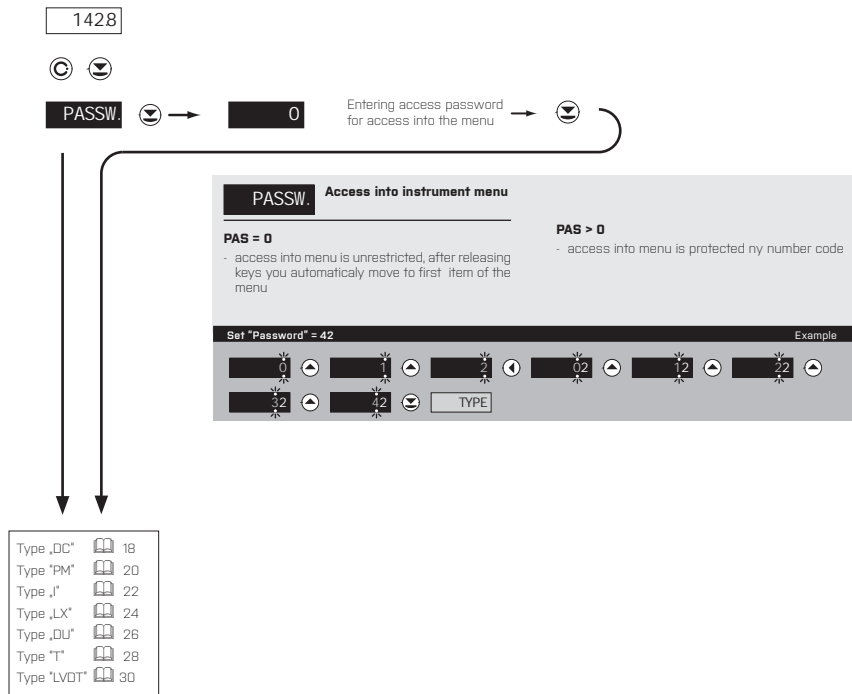 1428
PASSW.
0
Entering access password
for access into the menu
PASSW.
Access into instrument menu
PAS = 0
- access into menu is unrestricted, after releasing
keys you automaticaly move to first item of the
menu
PAS > 0
- access into menu is protected ny number code
Set "Password" = 42
Example
0 1 2 02 12 22
32 42 TYPE
Type „DC" 18
Type "PM" 20
Type „I" 22
Type „LX" 24
Type „DU" 26
Type "T" 28
Type "LVDT" 30